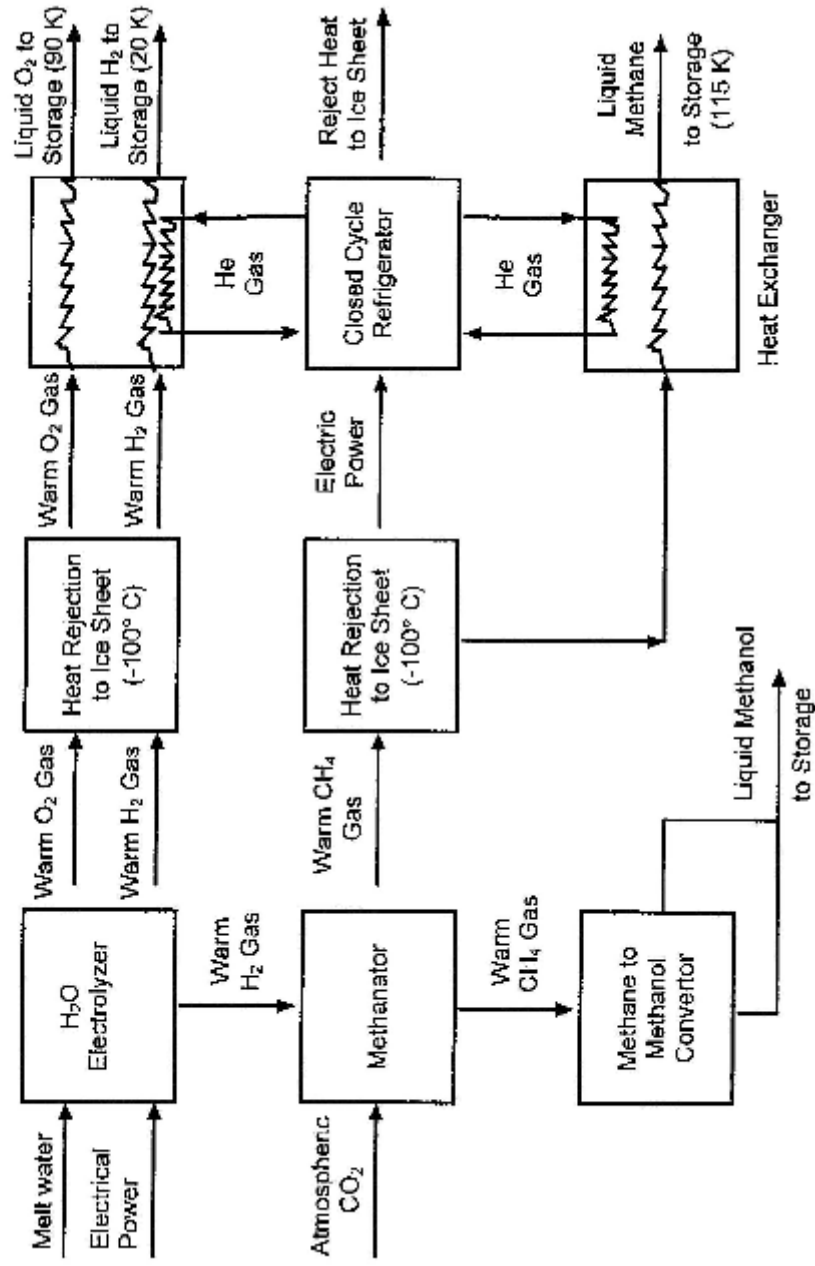 Melt water
Electrical
Power
H₂O
Electrolyzer
Warm O₂ Gas
Warm H₂ Gas
Heat Rejection
to Ice Sheet
(-100° C)
Warm O₂ Gas
Warm H₂ Gas
Liquid O₂ to
Storage (90 K)
Liquid H₂ to
Storage (20 K)
Warm
H₂ Gas
He
Gas
Atmospheric
CO₂
Methanator
Warm CH₄
Gas
Heat Rejection
to Ice Sheet
(-100° C)
Electric
Power
Closed Cycle
Refrigerator
Reject Heat
to Ice Sheet
Warm
CH₄ Gas
He
Gas
Methane to
Methanol
Convertor
Liquid Methanol
to Storage
Liquid
Methane
to Storage
(115 K)
Heat Exchanger